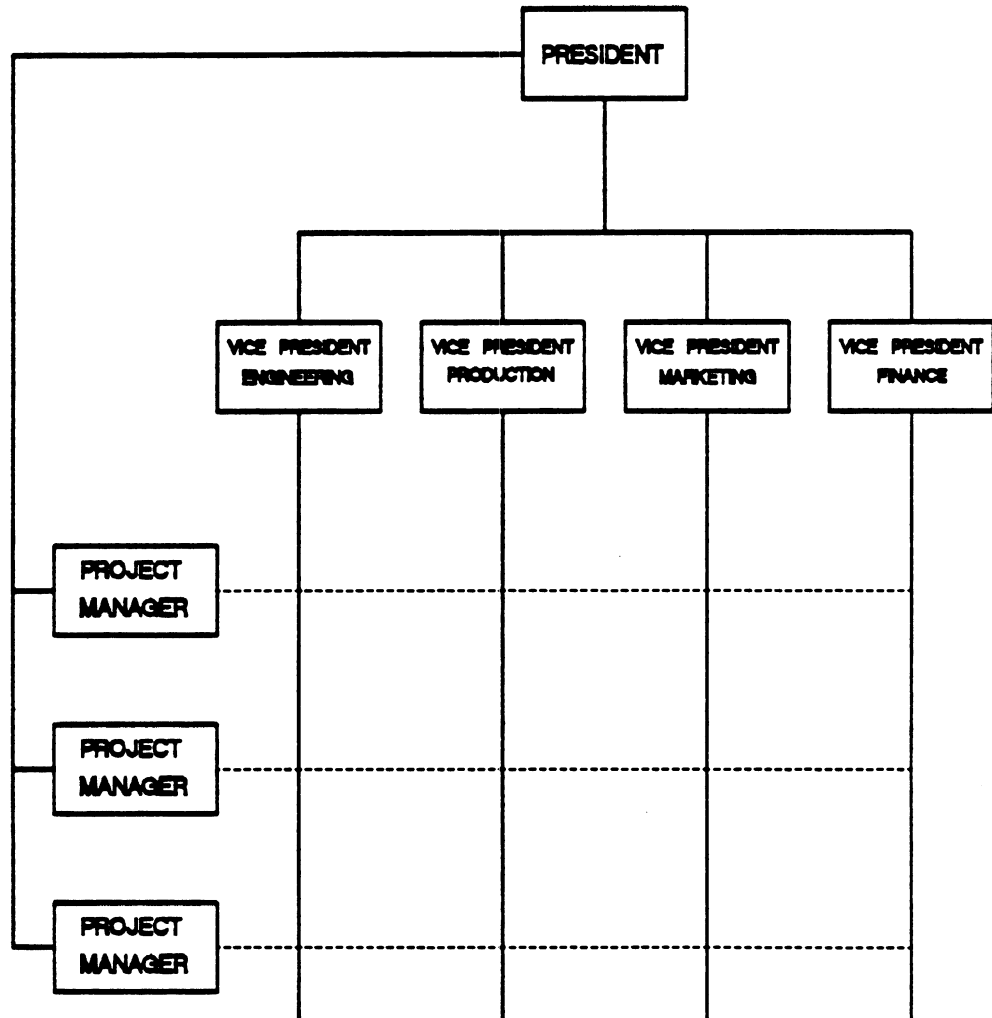 PRESIDENT
VICE PRESIDENT
ENGINEERING
VICE PRESIDENT
PRODUCTION
VICE PRESIDENT
MARKETING
VICE PRESIDENT
FINANCE
PROJECT
MANAGER
PROJECT
MANAGER
PROJECT
MANAGER